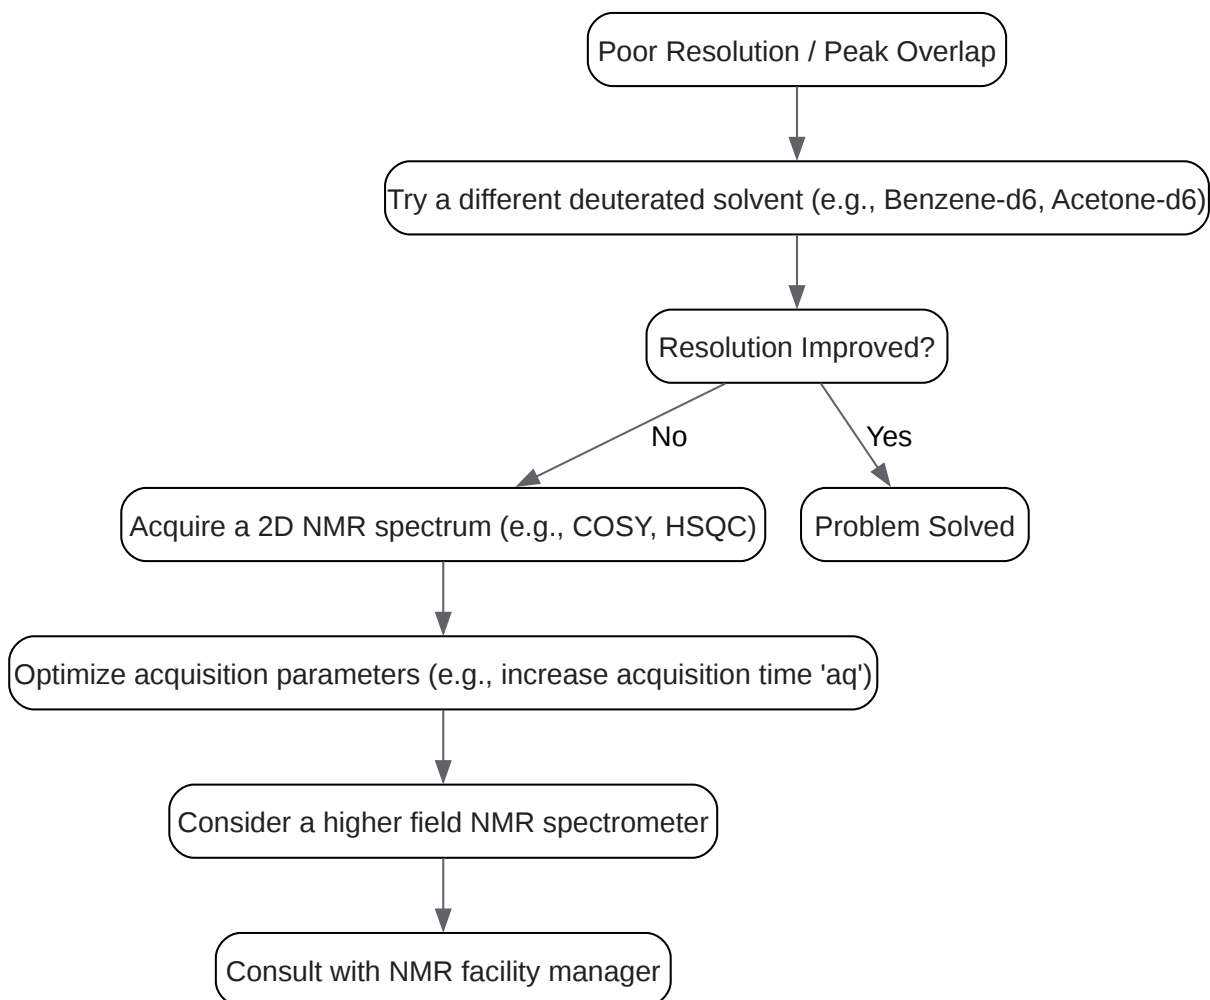 Poor Resolution / Peak Overlap
Try a different deuterated solvent (e.g., Benzene-d6, Acetone-d6)
Resolution Improved?
No
Yes
Acquire a 2D NMR spectrum (e.g., COSY, HSQC)
Problem Solved
Optimize acquisition parameters (e.g., increase acquisition time 'aq')
Consider a higher field NMR spectrometer
Consult with NMR facility manager